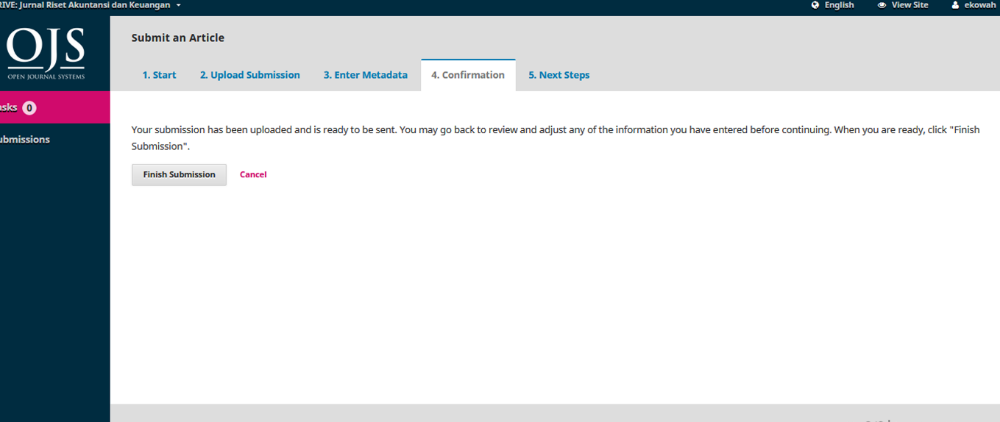 RIVE: Jurnal Riset Akuntansi dan Keuangan
English
View Site
ekowah
OJS
OPEN JOURNAL SYSTEMS
Submit an Article
1. Start
2. Upload Submission
3. Enter Metadata
4. Confirmation
5. Next Steps
asks 0
ubmissions
Your submission has been uploaded and is ready to be sent. You may go back to review and adjust any of the information you have entered before continuing. When you are ready, click "Finish
Submission".
Finish Submission
Cancel